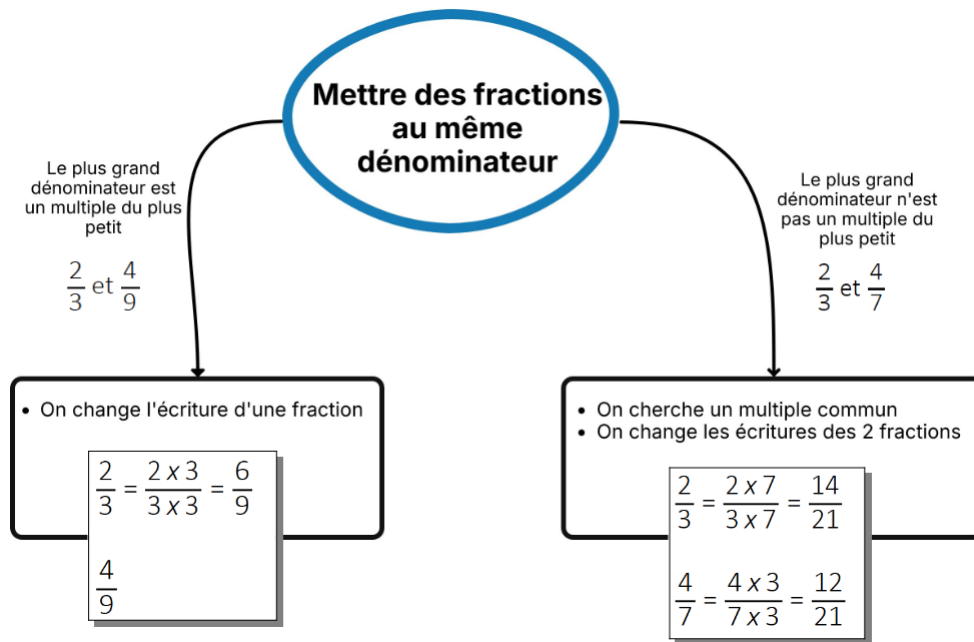 Mettre des fractions
au même
dénominateur
Le plus grand
dénominateur est
un multiple du plus
petit
2/3 et 4/9
Le plus grand
dénominateur n'est
pas un multiple du
plus petit
2/3 et 4/7
• On change l'écriture d'une fraction
2/3 = 2 x 3/3 x 3 = 6/9
4/9
• On cherche un multiple commun
• On change les écritures des 2 fractions
2/3 = 2 x 7/3 x 7 = 14/21
4/7 = 4 x 3/7 x 3 = 12/21